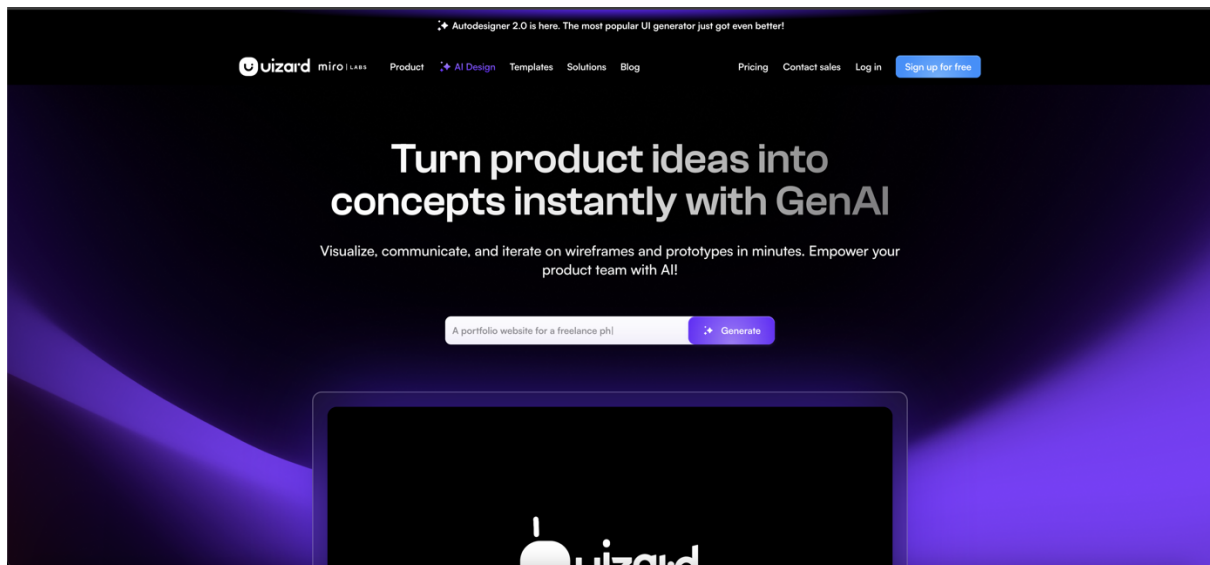 Autodesigner 2.0 is here. The most popular UI generator just got even better!
uizard miro | LABS Product AI Design Templates Solutions Blog Pricing Contact sales Log in Sign up for free
Turn product ideas into
concepts instantly with GenAI
Visualize, communicate, and iterate on wireframes and prototypes in minutes. Empower your
product team with AI!
A portfolio website for a freelance ph| Generate
uizard